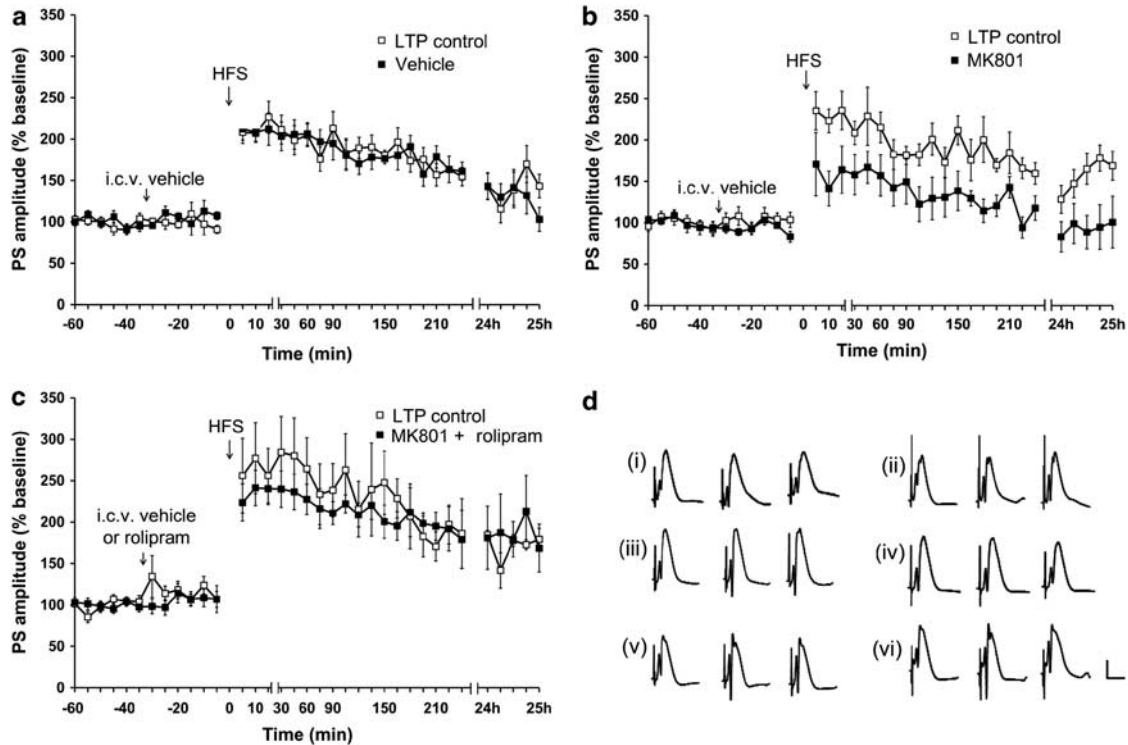 a
350
300
250
200
150
100
50
0
PS amplitude (% baseline)
LTP control
Vehicle
HFS
i.c.v. vehicle
-60 -40 -20 0 10 30 60 90 150 210 24h 25h
Time (min)
b
350
300
250
200
150
100
50
0
PS amplitude (% baseline)
LTP control
MK801
HFS
i.c.v. vehicle
-60 -40 -20 0 10 30 60 90 150 210 24h 25h
Time (min)
c
350
300
250
200
150
100
50
0
PS amplitude (% baseline)
LTP control
MK801 + rolipram
HFS
i.c.v. vehicle
or rolipram
-60 -40 -20 0 10 30 60 90 150 210 24h 25h
Time (min)
d
(i)
(ii)
(iii)
(iv)
(v)
(vi)